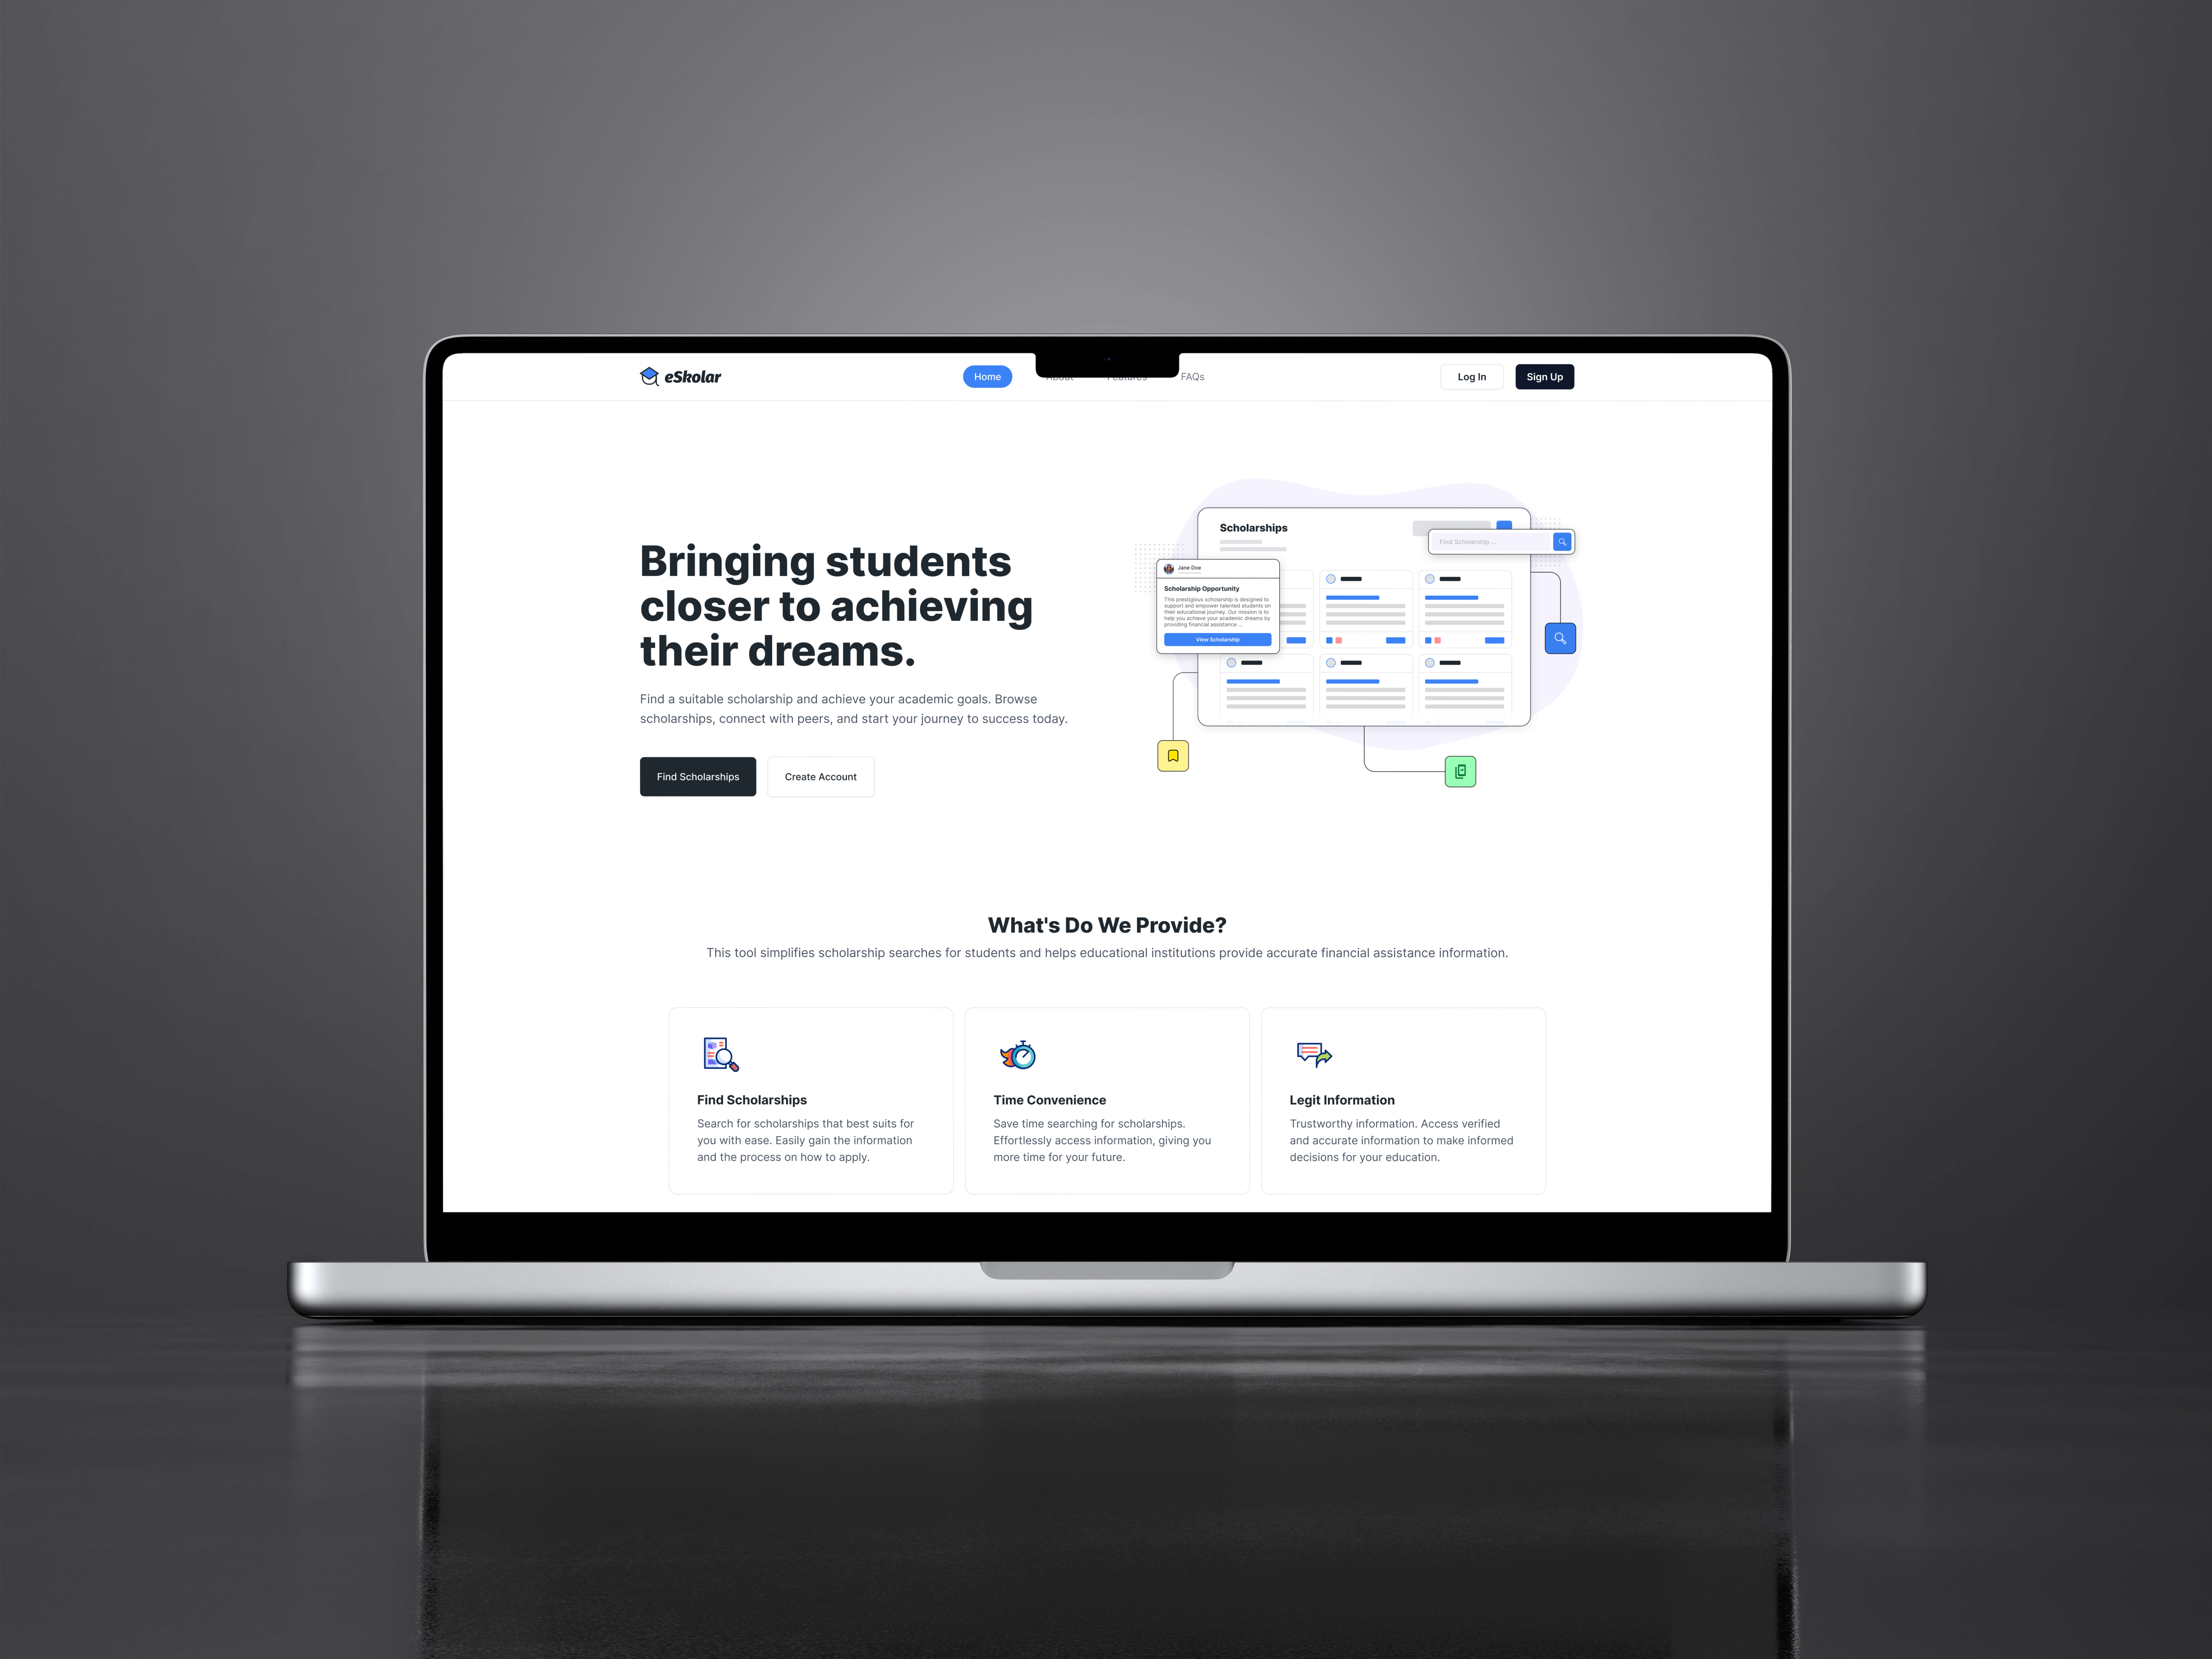 eSkolar
Home
About
Features
FAQs
Log In
Sign Up
Bringing students
closer to achieving
their dreams.
Find a suitable scholarship and achieve your academic goals. Browse
scholarships, connect with peers, and start your journey to success today.
Find Scholarships
Create Account
Scholarships
Find Scholarship ...
Jane Doe
Scholarship Opportunity
This prestigious scholarship is designed to
support and empower talented students on
their educational journey. Our mission is to
help you achieve your academic dreams by
providing financial assistance ...
View Scholarship
What's Do We Provide?
This tool simplifies scholarship searches for students and helps educational institutions provide accurate financial assistance information.
Find Scholarships
Search for scholarships that best suits for
you with ease. Easily gain the information
and the process on how to apply.
Time Convenience
Save time searching for scholarships.
Effortlessly access information, giving you
more time for your future.
Legit Information
Trustworthy information. Access verified
and accurate information to make informed
decisions for your education.